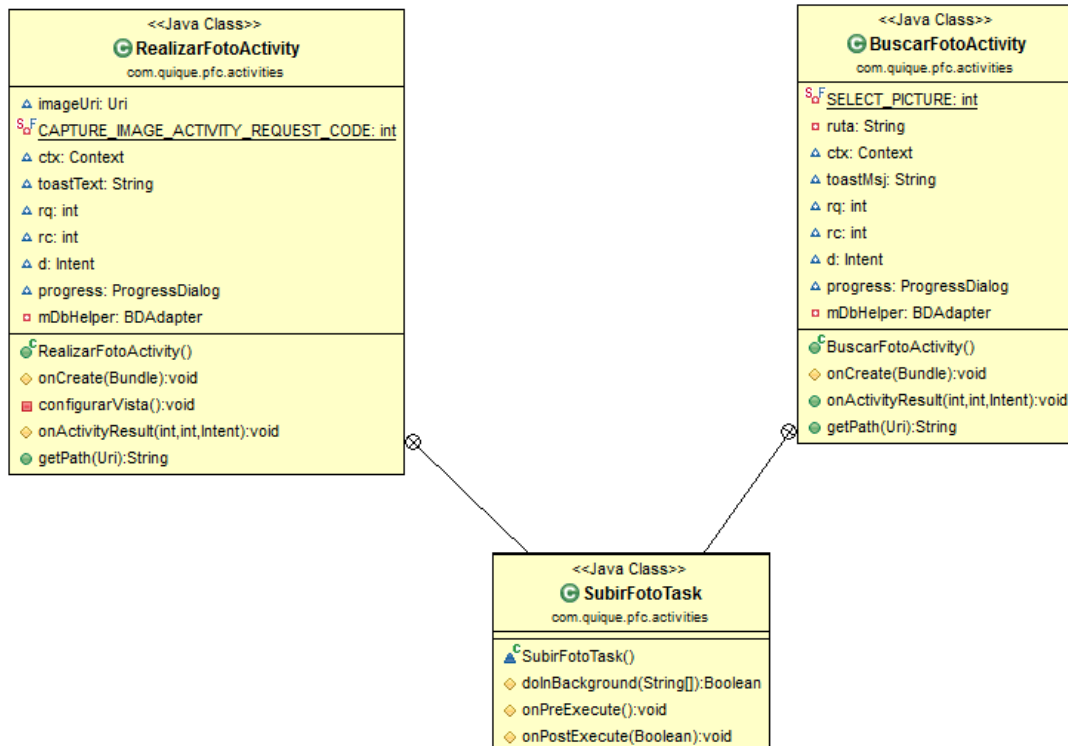 <<Java Class>>
RealizarFotoActivity
com.quique.pfc.activities
imageUri: Uri
CAPTURE_IMAGE_ACTIVITY_REQUEST_CODE: int
ctx: Context
toastText: String
rq: int
rc: int
d: Intent
progress: ProgressDialog
mDbHelper: BDAdapter
RealizarFotoActivity()
onCreate(Bundle):void
configurarVista():void
onActivityResult(int,int,Intent):void
getPath(Uri):String
<<Java Class>>
BuscarFotoActivity
com.quique.pfc.activities
SELECT_PICTURE: int
ruta: String
ctx: Context
toastMsj: String
rq: int
rc: int
d: Intent
progress: ProgressDialog
mDbHelper: BDAdapter
BuscarFotoActivity()
onCreate(Bundle):void
onActivityResult(int,int,Intent):void
getPath(Uri):String
<<Java Class>>
SubirFotoTask
com.quique.pfc.activities
SubirFotoTask()
doInBackground(String[]):Boolean
onPreExecute():void
onPostExecute(Boolean):void